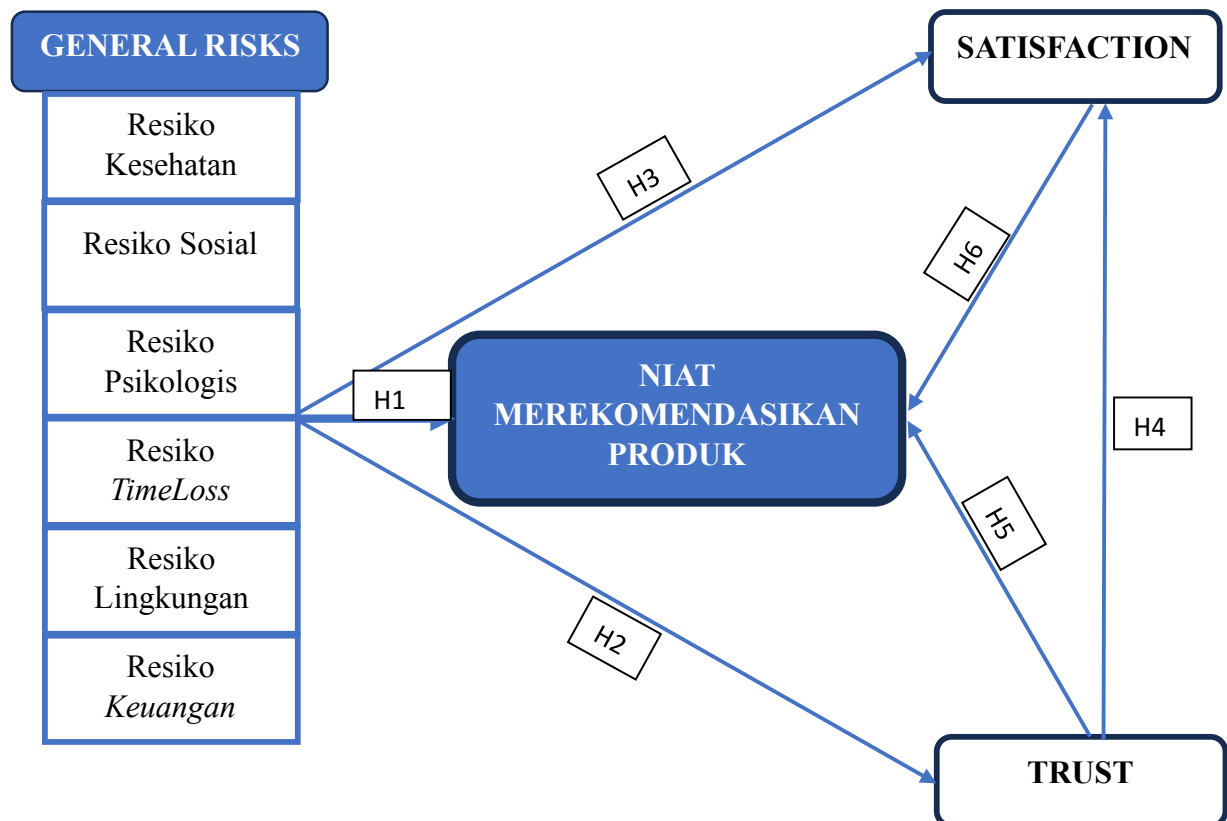 GENERAL RISKS
Resiko
Kesehatan
Resiko Sosial
Resiko
Psikologis
Resiko
TimeLoss
Resiko
Lingkungan
Resiko
Keuangan
H3
H1
H2
NIAT
MEREKOMENDASIKAN
PRODUK
SATISFACTION
H6
H4
H5
TRUST